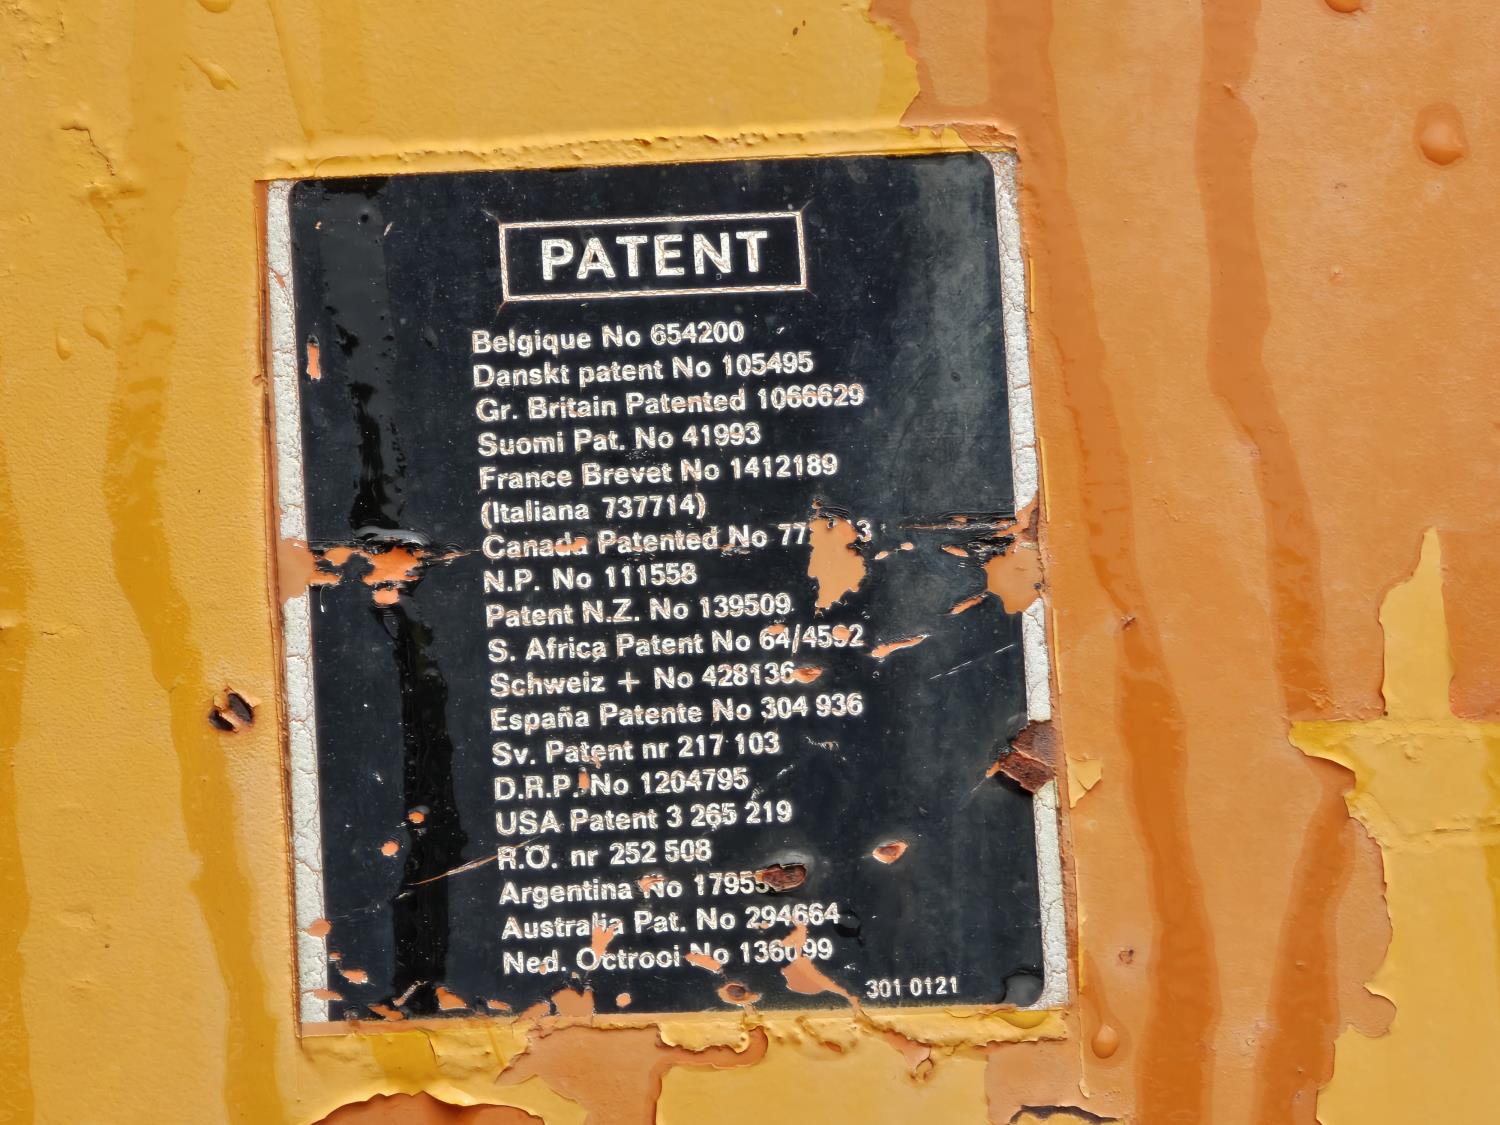 PATENT
Belgique No 654200
Danskt patent No 105495
Gr. Britain Patented 1066629
Suomi Pat. No 41993
France Brevet No 1412189
(Italiana 737714)
Canada Patented No
N.P. No 111558
Patent N.Z. No 139509
S. Africa Patent No 64/4592
Schweiz + No 428136
España Patente No 304 936
Sv. Patent nr 217 103
D.R.P. No 1204795
USA Patent 3 265 219
R.Ö. nr 252 508
Argentina No
Australia Pat. No 294664
Ned. Octrooi No
301 0121